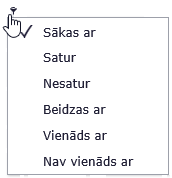 Sākas ar
Satur
Nesatur
Beidzas ar
Vienāds ar
Nav vienāds ar